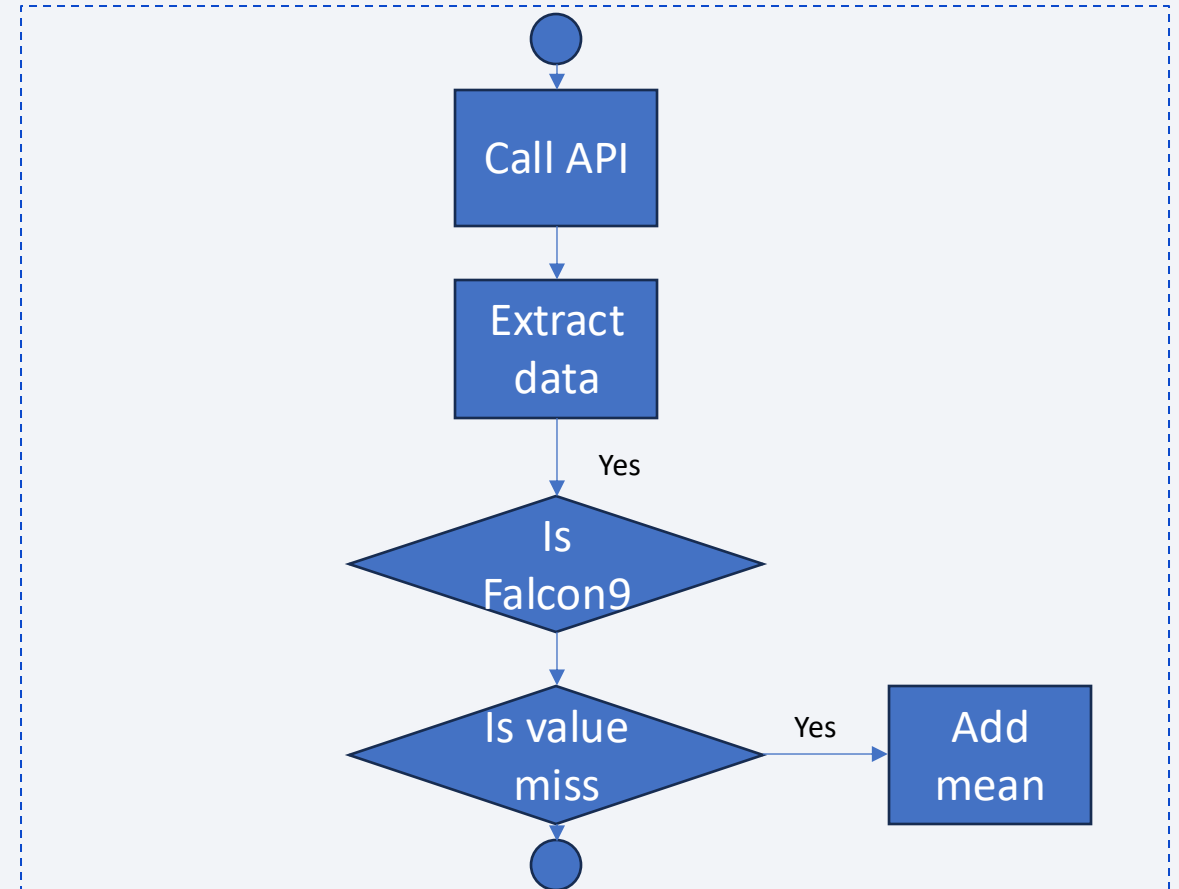 Call API
Extract
data
Yes
Is
Falcon9
Is value
miss
Yes
Add
mean